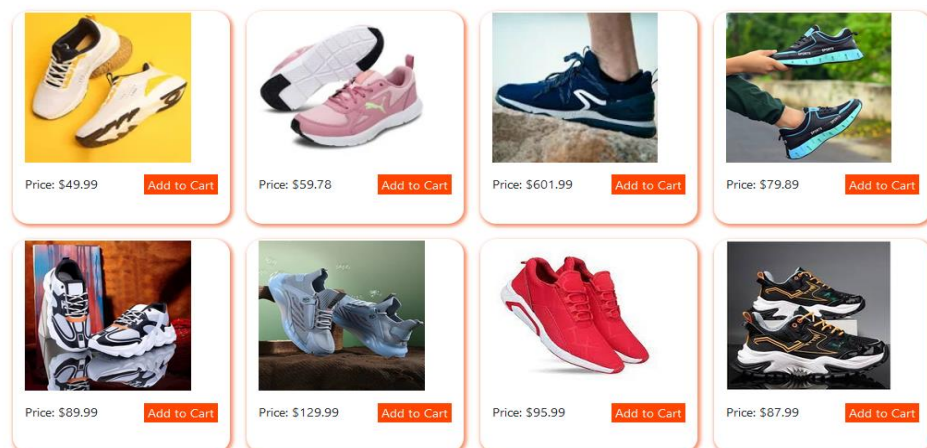 Price: $49.99 Add to Cart
Price: $59.78 Add to Cart
Price: $601.99 Add to Cart
Price: $79.89 Add to Cart
Price: $89.99 Add to Cart
Price: $129.99 Add to Cart
Price: $95.99 Add to Cart
Price: $87.99 Add to Cart